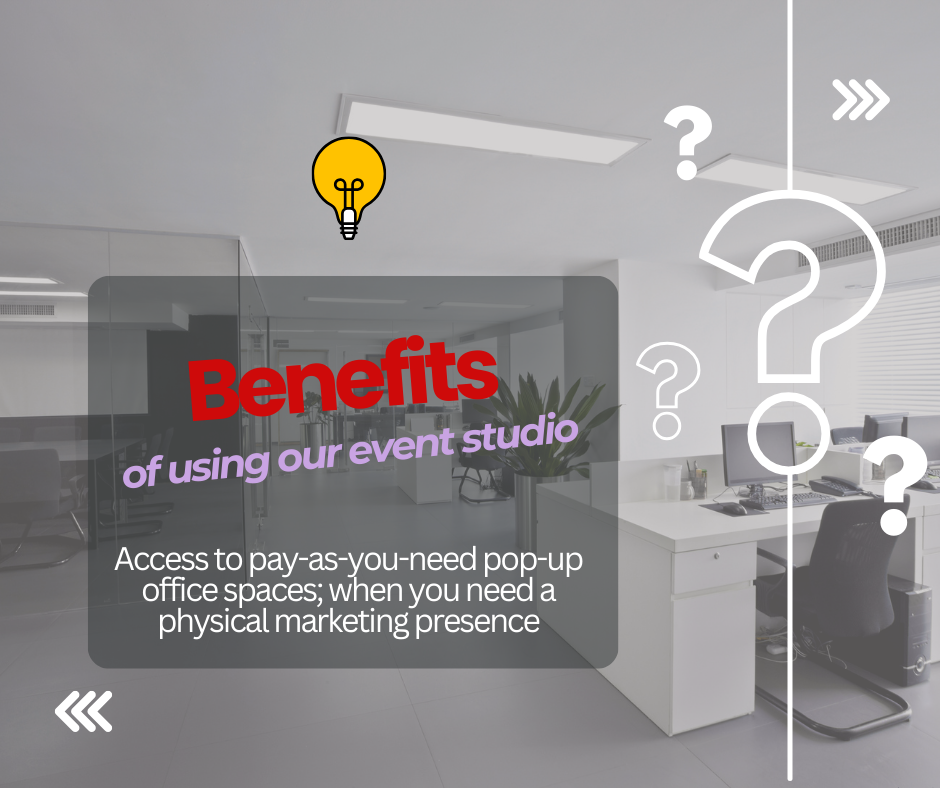 Benefits
of using our event studio
Access to pay-as-you-need pop-up
office spaces; when you need a
physical marketing presence